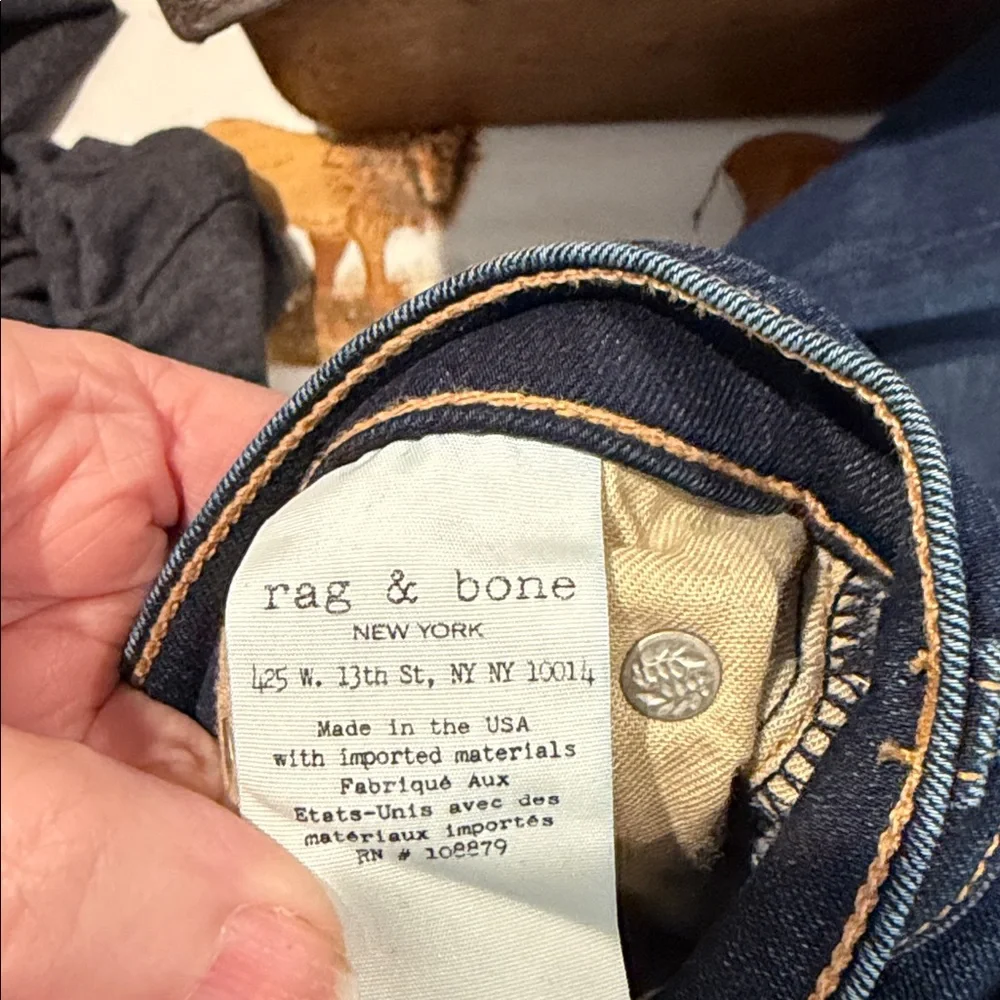 rag & bone
NEW YORK
425 W. 13th St, NY NY 10014
Made in the USA
with imported materials
Fabriqué Aux
Etats-Unis avec des
matériaux importés
RN # 108879